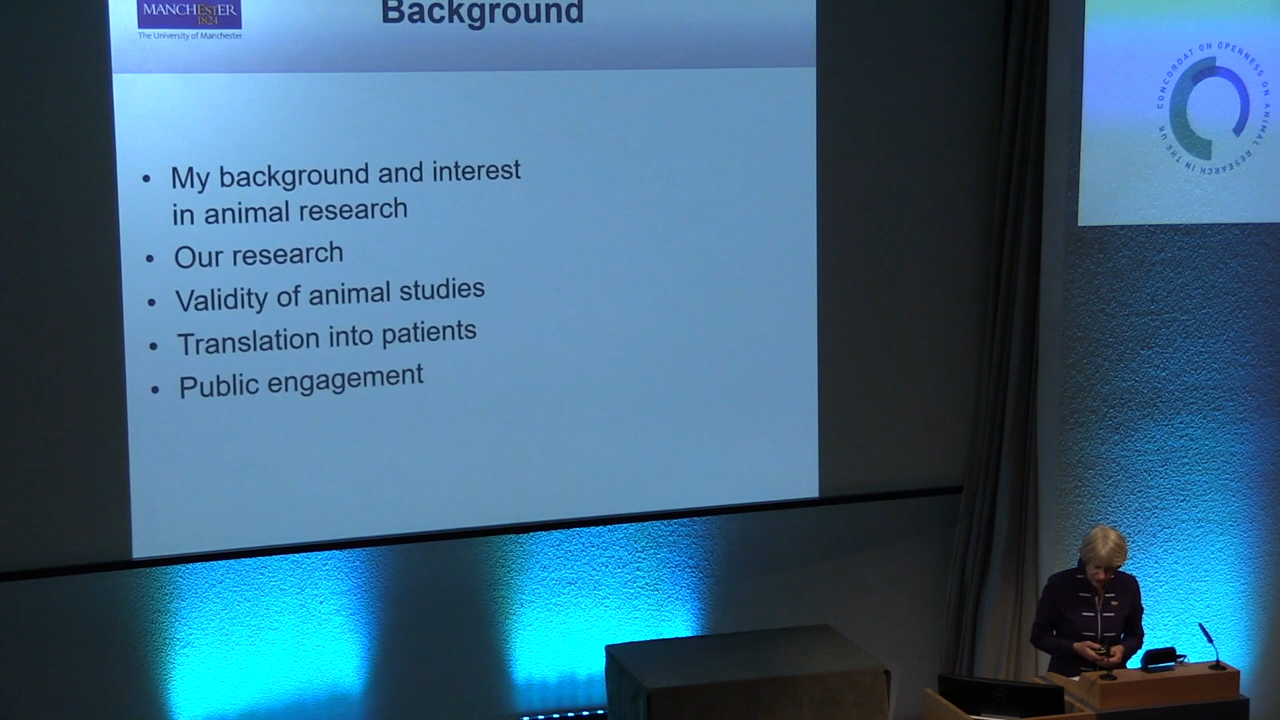 MANCHESTER
1824
The University of Manchester
Background
• My background and interest
in animal research
• Our research
• Validity of animal studies
• Translation into patients
• Public engagement
CONCORDAT ON OPENNESS ON ANIMAL RESEARCH IN THE UK